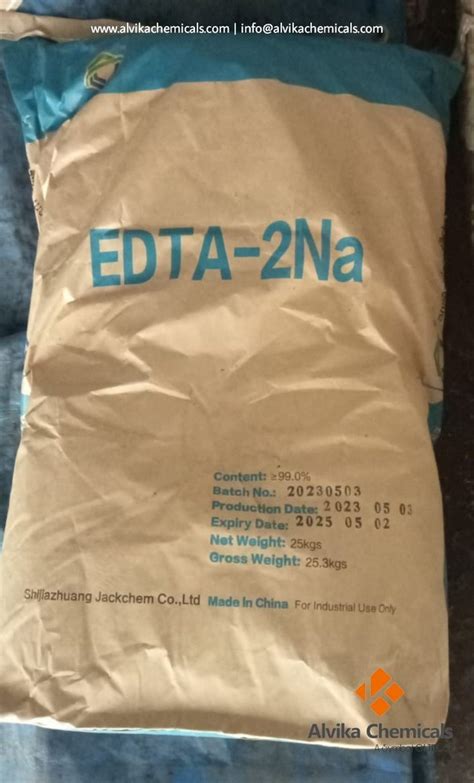 www.alvikachemicals.com | info@alvikachemicals.com
EDTA-2Na
Content: ≥99.0%
Batch No.: 20230503
Production Date: 2023 05 03
Expiry Date: 2025 05 02
Net Weight: 25kgs
Gross Weight: 25.3kgs
Shijiazhuang Jackchem Co.,Ltd Made in China For Industrial Use Only
Alvika Chemicals